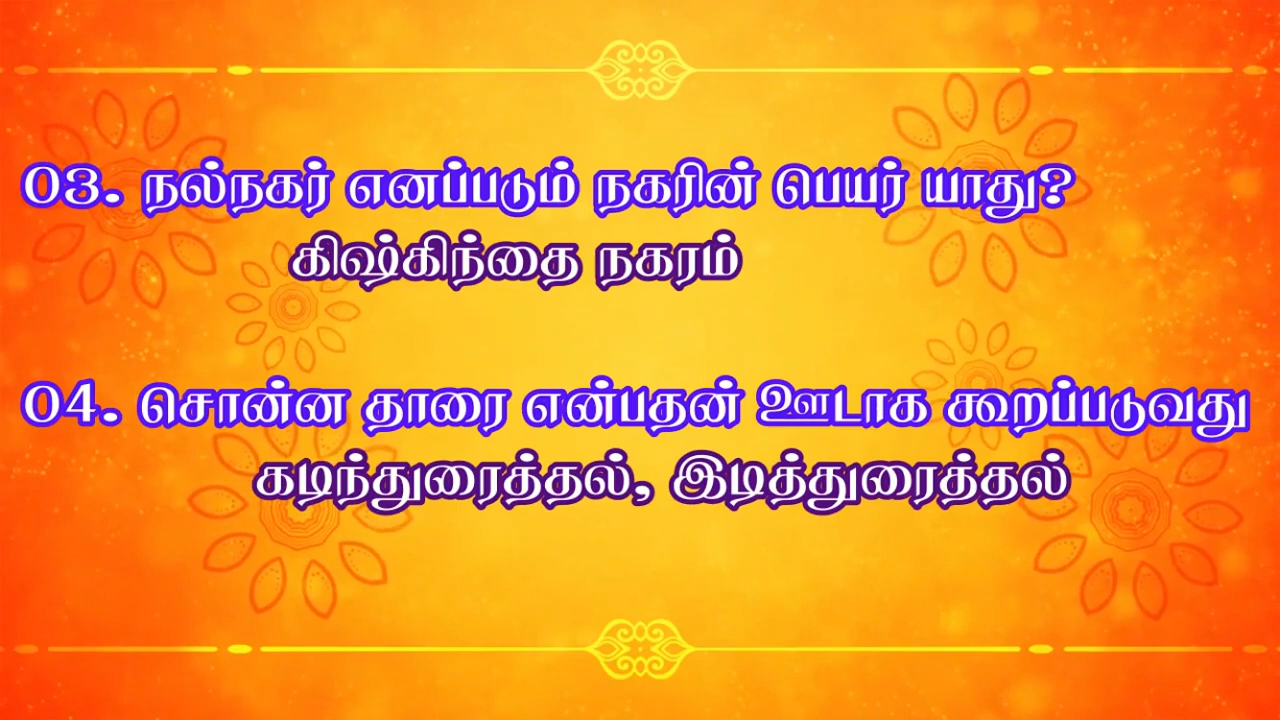 03. நல்நகர் எனப்படும் நகரின் பெயர் யாது?
கிஷ்கிந்தை நகரம்
04. சொன்ன தாரை என்பதன் ஊடாக கூறப்படுவது
கடிந்துரைத்தல், இடித்துரைத்தல்